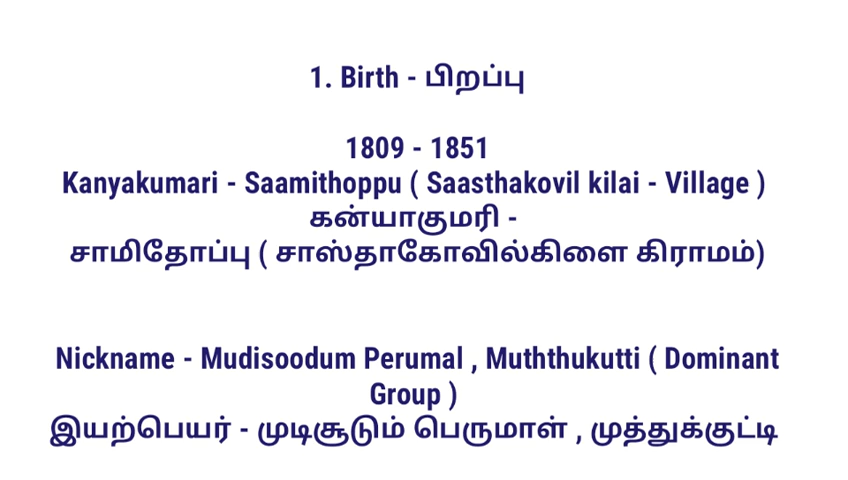 1. Birth - பிறப்பு
1809 - 1851
Kanyakumari - Saamithoppu ( Saasthakovil kilai - Village )
கன்யாகுமரி -
சாமிதோப்பு ( சாஸ்தாகோவில்கிளை கிராமம்)
Nickname - Mudisoodum Perumal , Muththukutti ( Dominant
Group )
இயற்பெயர் - முடிசூடும் பெருமாள் , முத்துக்குட்டி